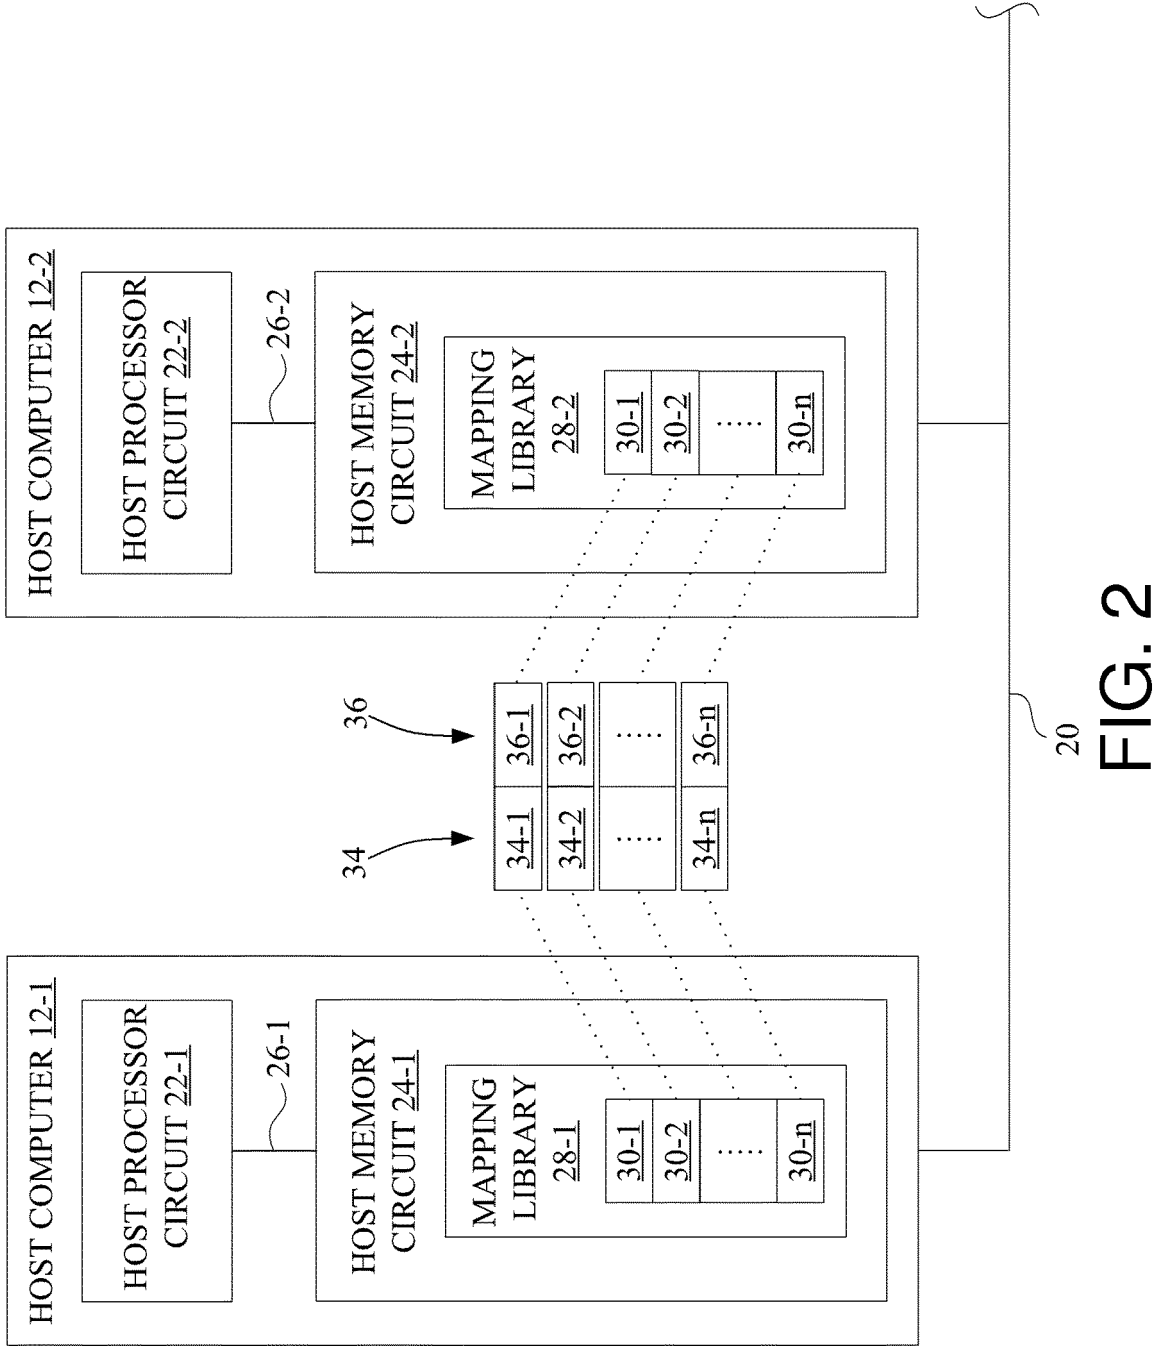 HOST COMPUTER 12-1
HOST PROCESSOR
CIRCUIT 22-1
26-1
HOST MEMORY
CIRCUIT 24-1
MAPPING
LIBRARY
28-1
30-1
30-2
.....
30-n
34
36
34-1 36-1
34-2 36-2
..... .....
34-n 36-n
HOST COMPUTER 12-2
HOST PROCESSOR
CIRCUIT 22-2
26-2
HOST MEMORY
CIRCUIT 24-2
MAPPING
LIBRARY
28-2
30-1
30-2
.....
30-n
20
FIG. 2